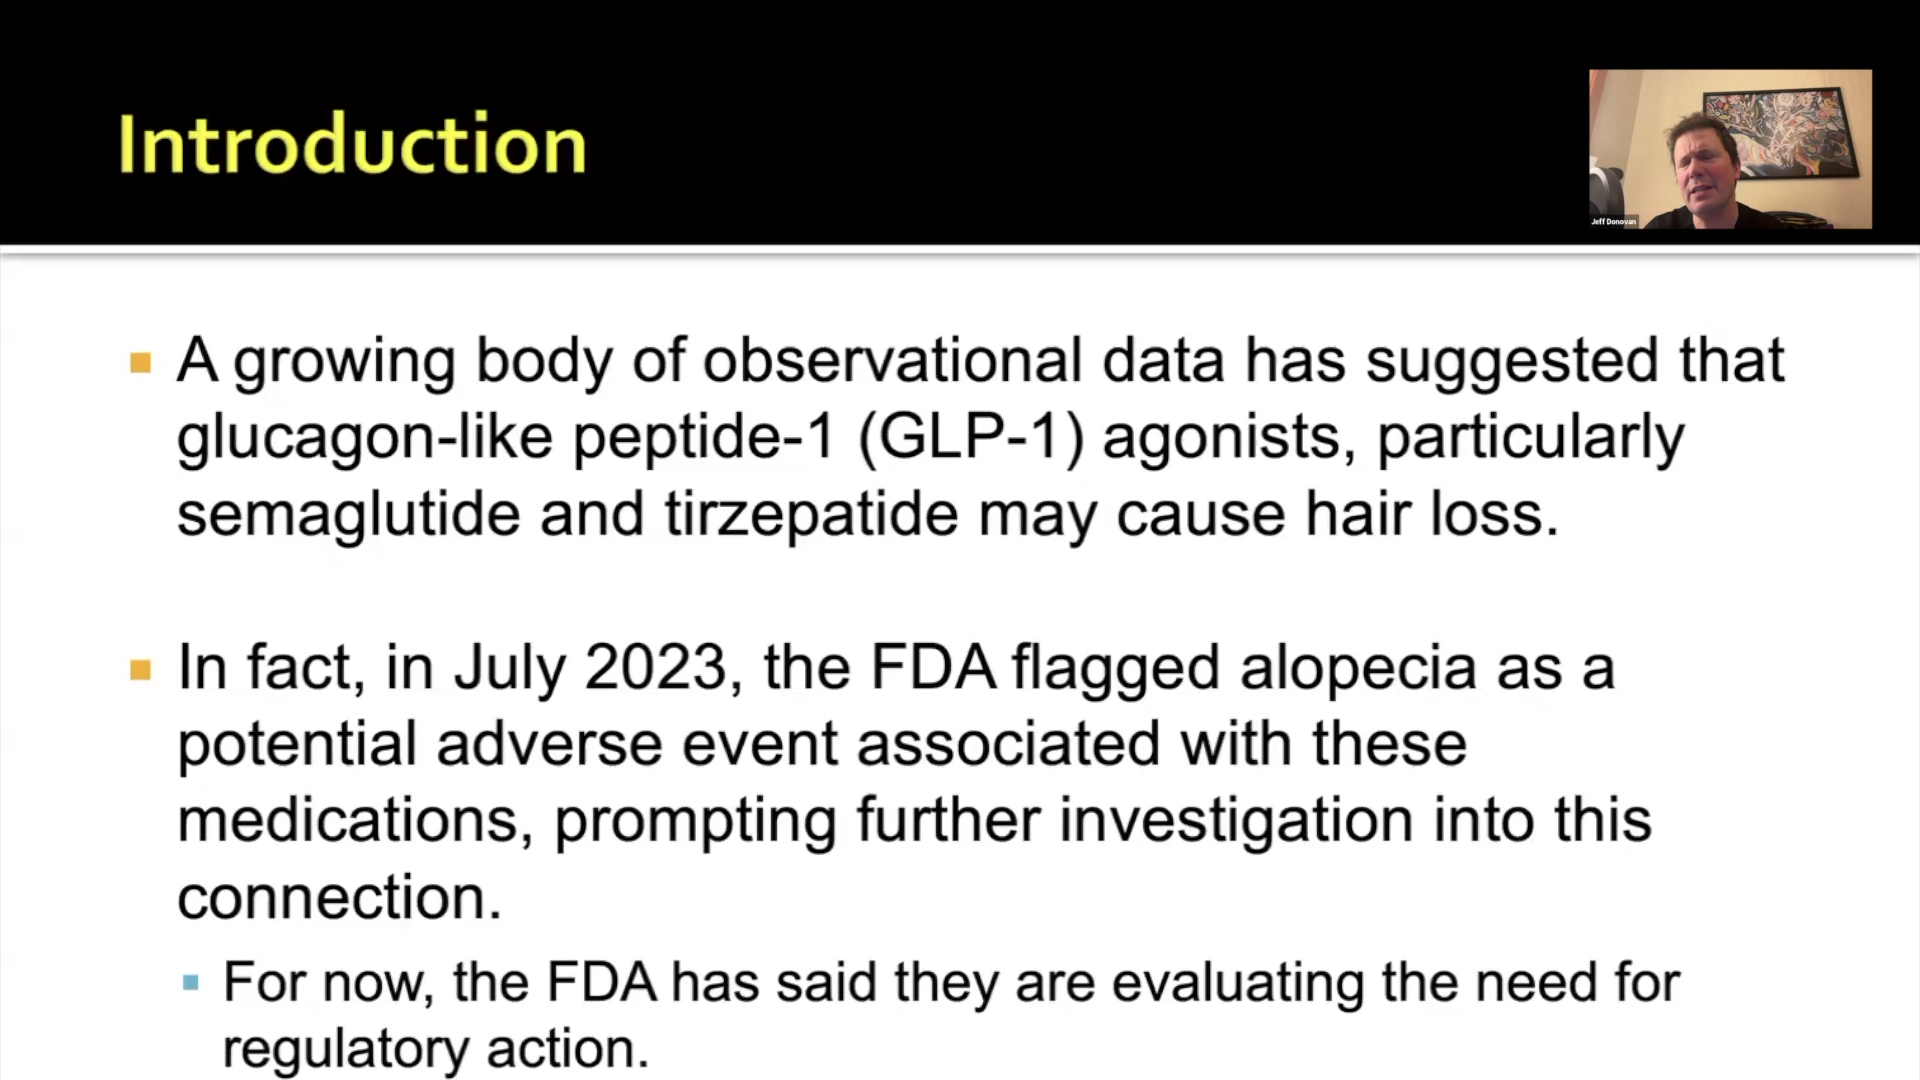 Introduction
Jeff Donovan
A growing body of observational data has suggested that
glucagon-like peptide-1 (GLP-1) agonists, particularly
semaglutide and tirzepatide may cause hair loss.
In fact, in July 2023, the FDA flagged alopecia as a
potential adverse event associated with these
medications, prompting further investigation into this
connection.
For now, the FDA has said they are evaluating the need for
regulatory action.